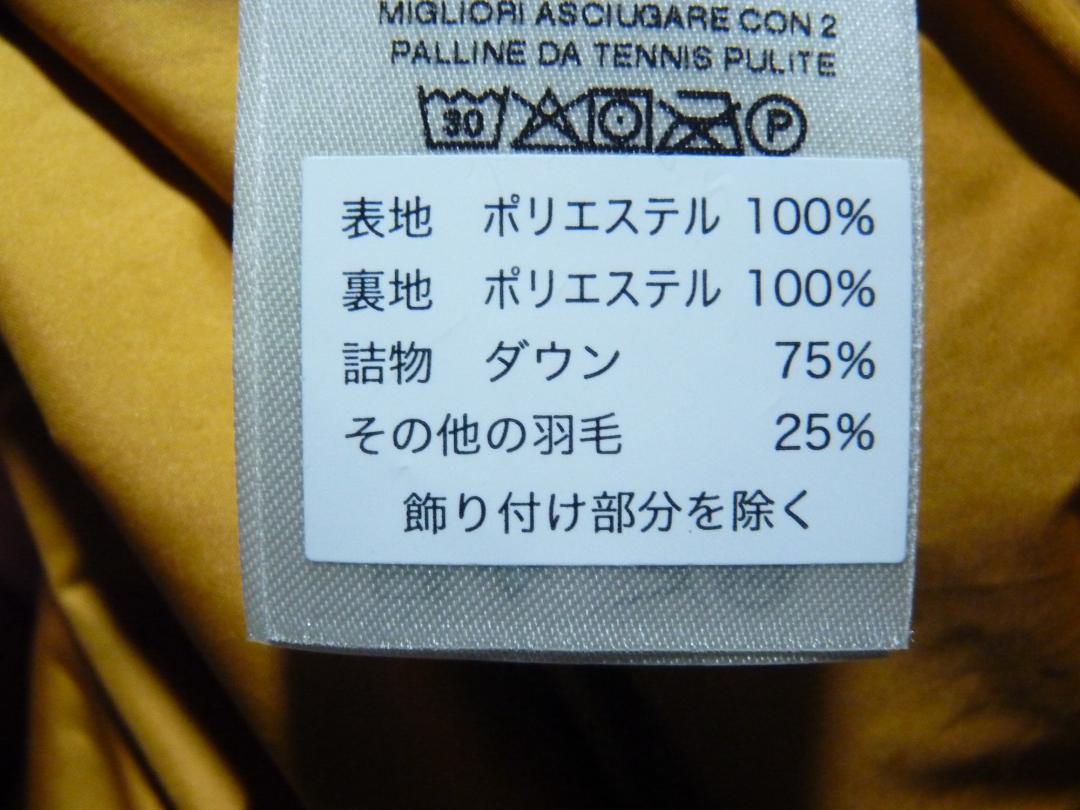 MIGLIORI ASCIUGARE CON 2
PALLINE DA TENNIS PULITE
30 P
表地 ポリエステル 100%
裏地 ポリエステル 100%
詰物 ダウン 75%
その他の羽毛 25%
飾り付け部分を除く